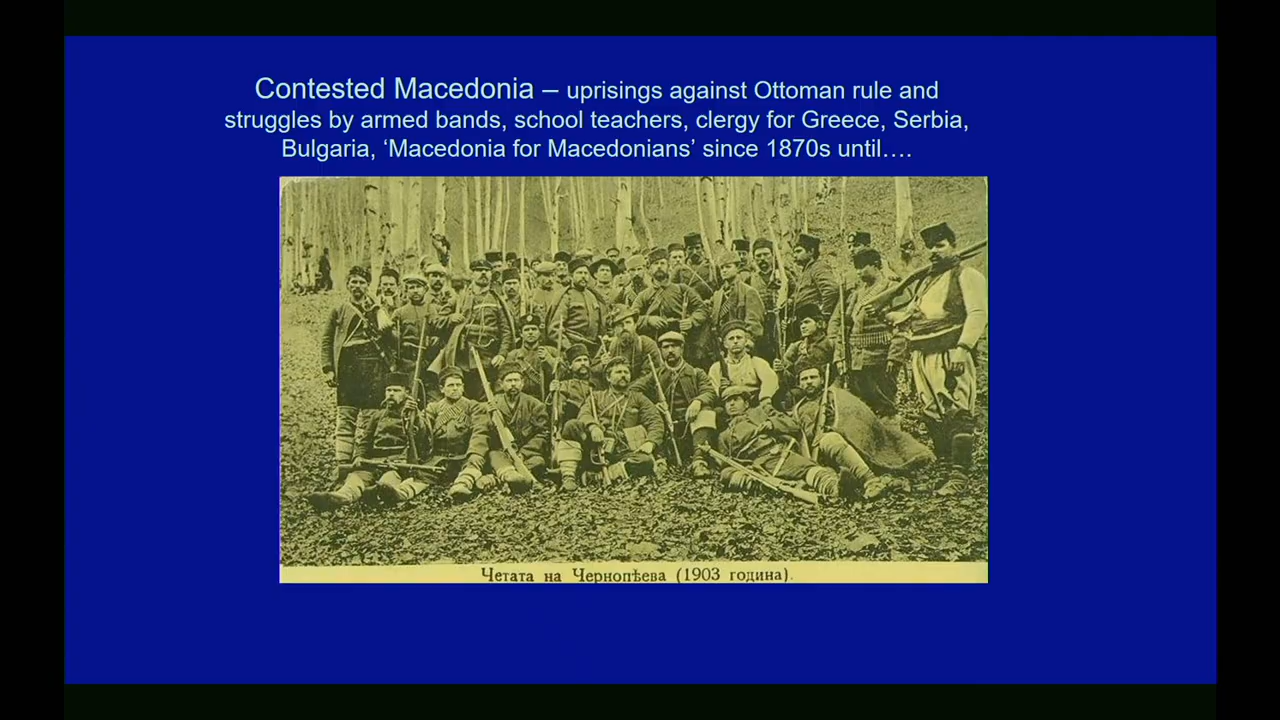 Contested Macedonia – uprisings against Ottoman rule and
struggles by armed bands, school teachers, clergy for Greece, Serbia,
Bulgaria, ‘Macedonia for Macedonians’ since 1870s until….
Четата на Чернопѣева (1903 година).